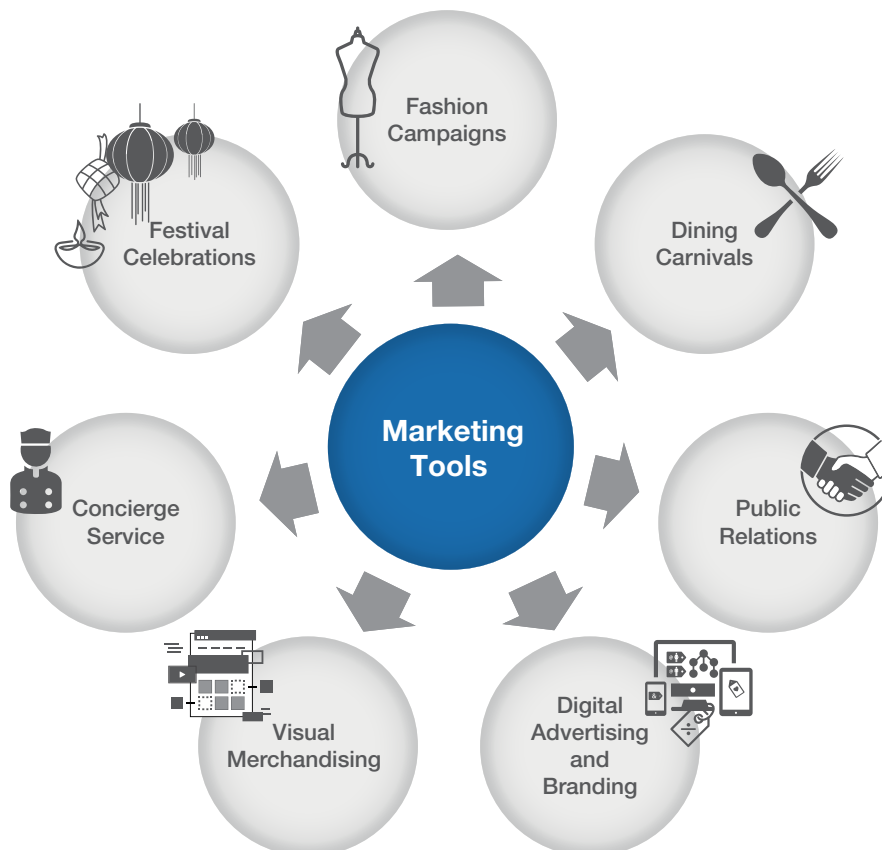 Fashion
Campaigns
Dining
Carnivals
Public
Relations
Digital
Advertising
and
Branding
Visual
Merchandising
Concierge
Service
Festival
Celebrations
Marketing
Tools